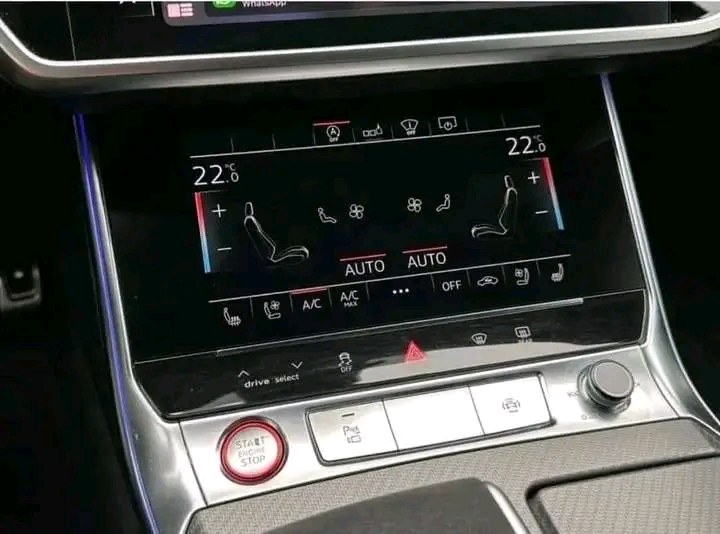 WhatsApp
A
OFF
OFF
22.0 °C
22.0 °C
+
+
−
−
AUTO
AUTO
A/C
A/C MAX
...
OFF
drive select
OFF
REAR
START
ENGINE
STOP